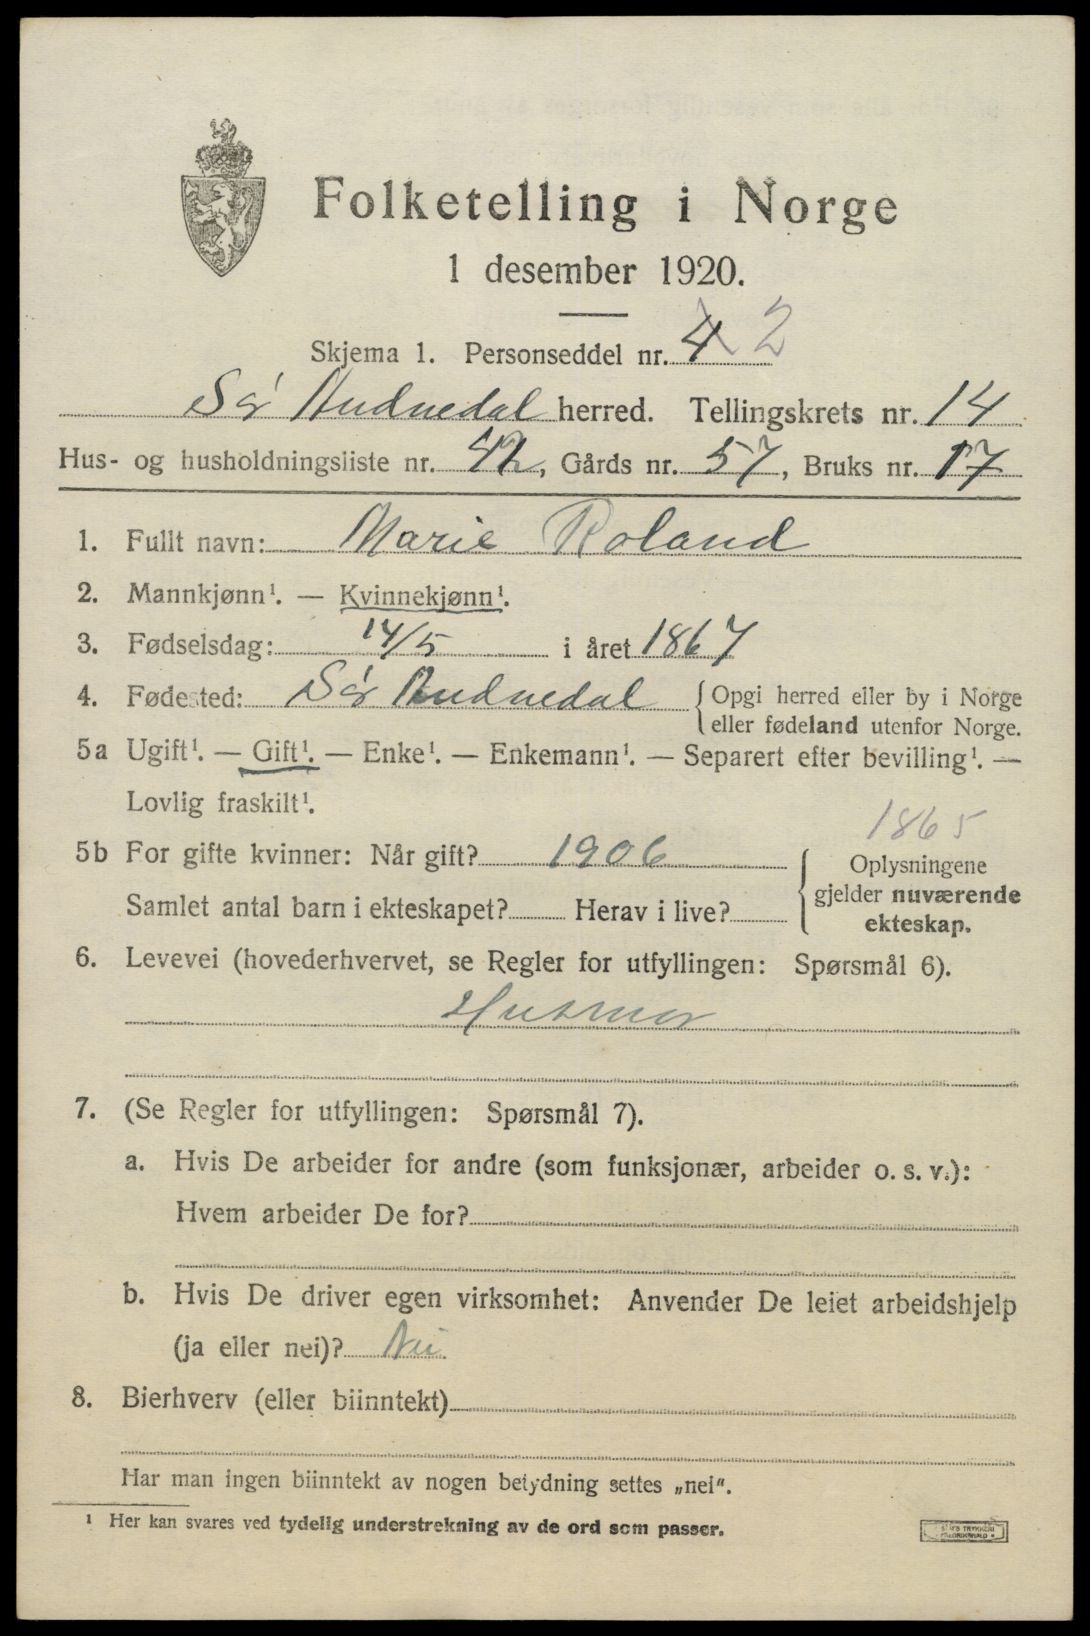 Folketelling i Norge
1 desember 1920.
Skjema 1. Personseddel nr. 4 2
Sør Audnedal herred. Tellingskrets nr. 14
Hus- og husholdningsliste nr. 42, Gårds nr. 57, Bruks nr. 17
1. Fullt navn: Marie Roland
2. Mannkjønn¹. — Kvinnekjønn¹.
3. Fødselsdag: 14/5 i året 1867
4. Fødested: Sør Audnedal {Opgi herred eller by i Norge
eller fødeland utenfor Norge.
5a Ugift¹. — Gift¹. — Enke¹. — Enkemann¹. — Separert efter bevilling¹. —
Lovlig fraskilt¹.
1865
5b For gifte kvinner: Når gift? 1906
Samlet antal barn i ekteskapet? Herav i live?
Oplysningene
gjelder nuværende
ekteskap.
6. Levevei (hovederhvervet, se Regler for utfyllingen: Spørsmål 6).
Husmor
7. (Se Regler for utfyllingen: Spørsmål 7).
a. Hvis De arbeider for andre (som funksjonær, arbeider o. s. v.):
Hvem arbeider De for?
b. Hvis De driver egen virksomhet: Anvender De leiet arbeidshjelp
(ja eller nei)? Nei
8. Bierhverv (eller biinntekt)
Har man ingen biinntekt av nogen betydning settes „nei".
¹ Her kan svares ved tydelig understrekning av de ord som passer.